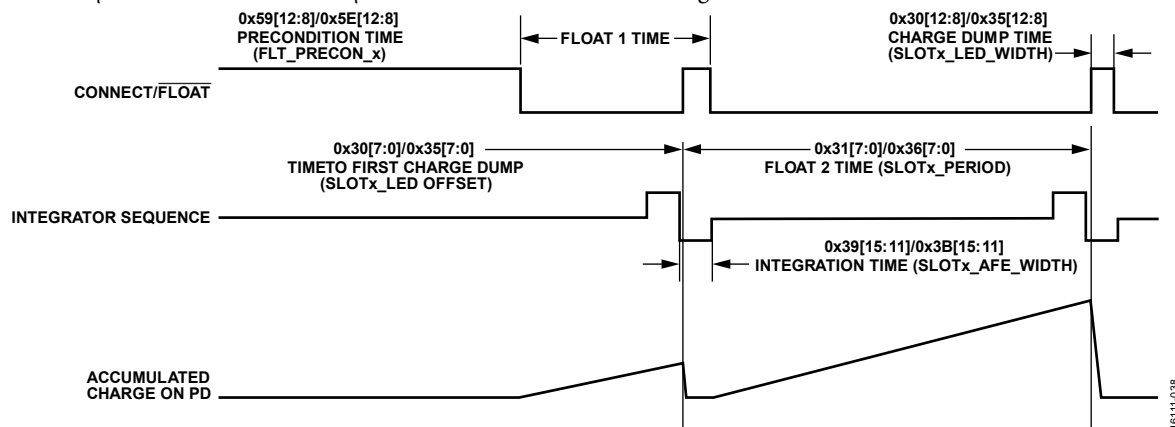 0x59[12:8]/0x5E[12:8]
PRECONDITION TIME
(FLT_PRECON_x)
FLOAT 1 TIME
0x30[12:8]/0x35[12:8]
CHARGE DUMP TIME
(SLOTx_LED_WIDTH)
CONNECT/FLOAT
0x30[7:0]/0x35[7:0]
TIMETO FIRST CHARGE DUMP
(SLOTx_LED OFFSET)
0x31[7:0]/0x36[7:0]
FLOAT 2 TIME (SLOTx_PERIOD)
INTEGRATOR SEQUENCE
0x39[15:11]/0x3B[15:11]
INTEGRATION TIME (SLOTx_AFE_WIDTH)
ACCUMULATED
CHARGE ON PD
16111-038